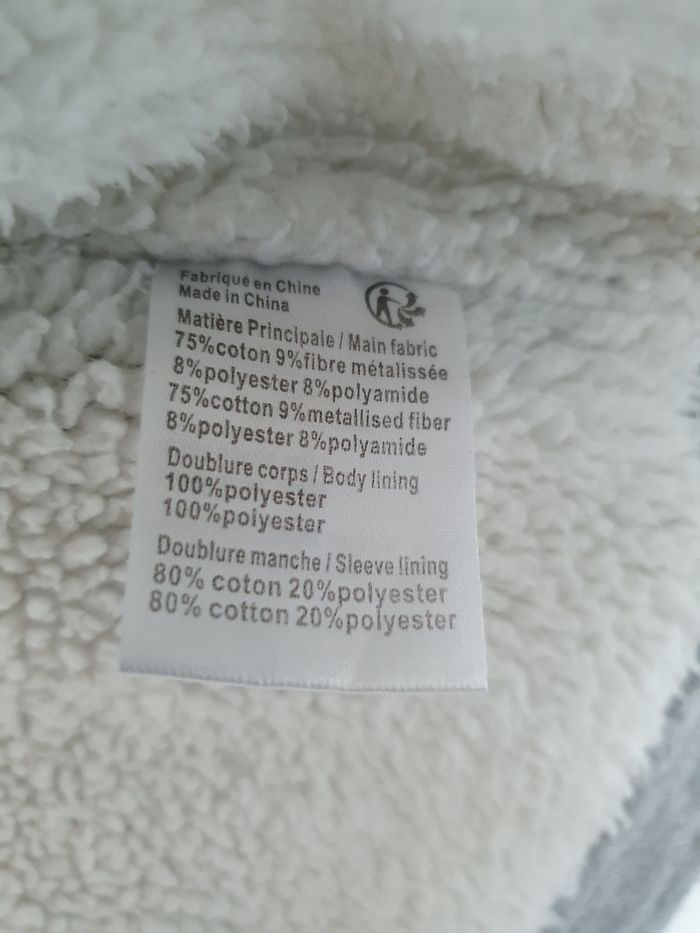 Fabriqué en Chine
Made in China
Matière Principale / Main fabric
75%coton 9%fibre métalissée
8%polyester 8%polyamide
75%cotton 9%metallised fiber
8%polyester 8%polyamide
Doublure corps / Body lining
100%polyester
100%polyester
Doublure manche / Sleeve lining
80% coton 20%polyester
80% cotton 20%polyester